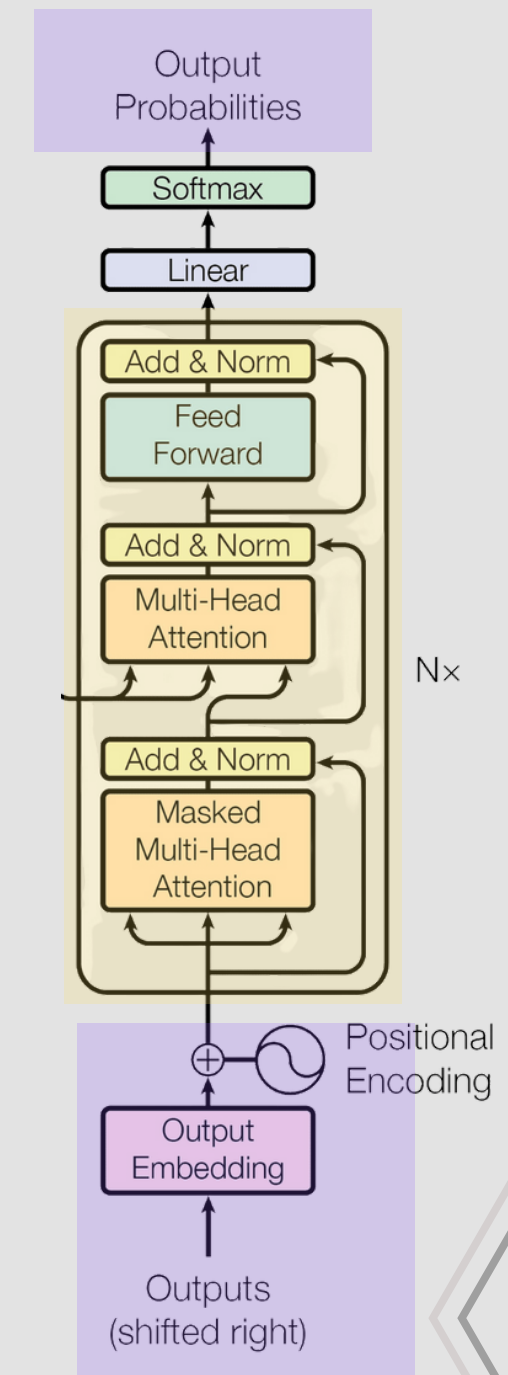 Output
Probabilities
Softmax
Linear
Add & Norm
Feed
Forward
Add & Norm
Multi-Head
Attention
N×
Add & Norm
Masked
Multi-Head
Attention
Positional
Encoding
Output
Embedding
Outputs
(shifted right)